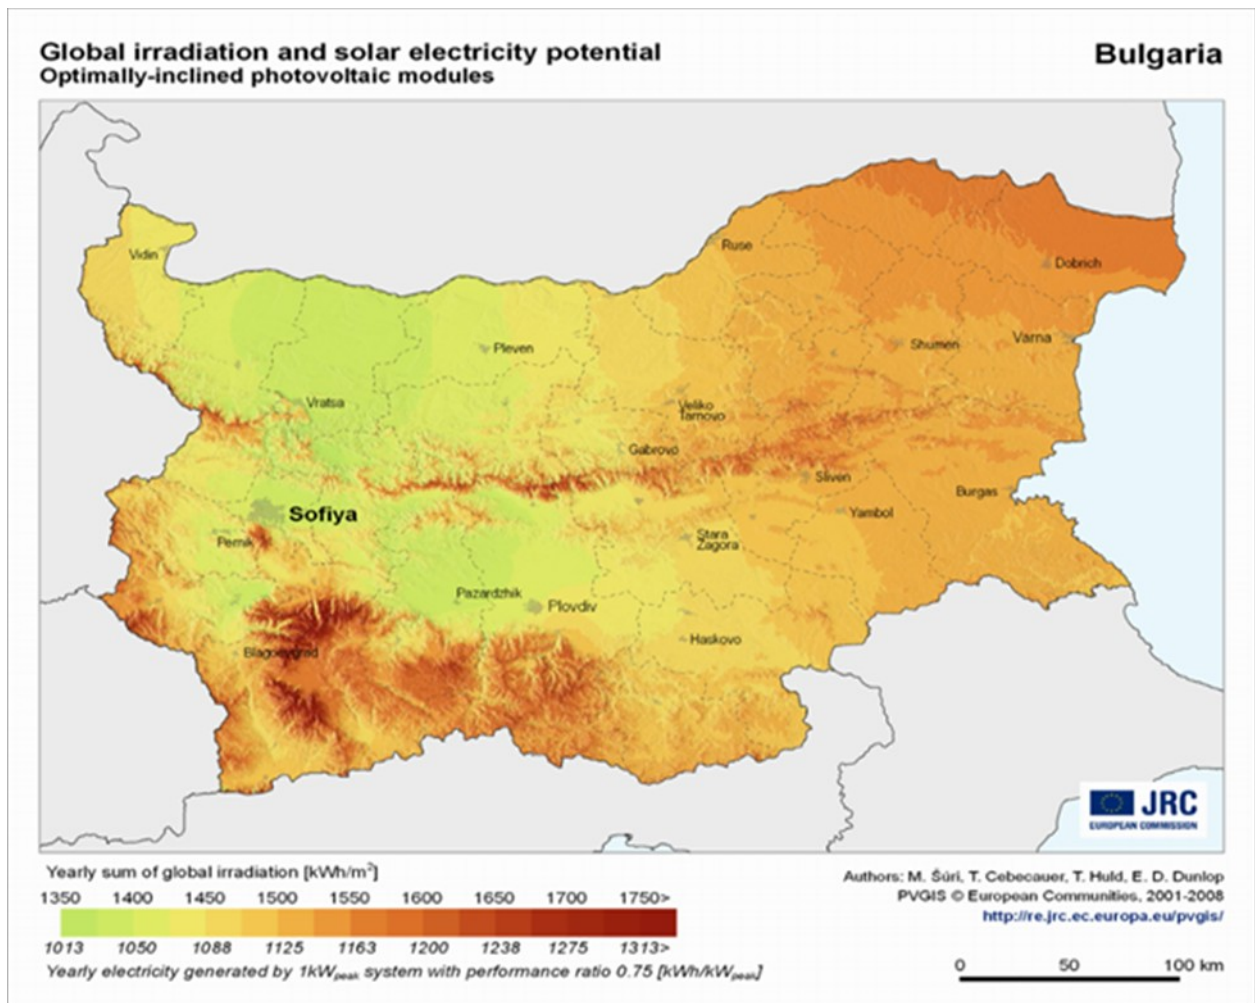 Global irradiation and solar electricity potential
Optimally-inclined photovoltaic modules
Bulgaria
Vidin
Ruse
Dobrich
Pleven
Shumen
Varna
Vratsa
Veliko
Tarnovo
Gabrovo
Sliven
Burgas
Sofiya
Yambol
Pernik
Stara
Zagora
Pazardzhik
Plovdiv
Haskovo
Blagoevgrad
JRC
EUROPEAN COMMISSION
Yearly sum of global irradiation [kWh/m²]
1350 1400 1450 1500 1550 1600 1650 1700 1750>
1013 1050 1088 1125 1163 1200 1238 1275 1313>
Yearly electricity generated by 1kWpeak system with performance ratio 0.75 [kWh/kWpeak]
Authors: M. Šúri, T. Cebecauer, T. Huld, E. D. Dunlop
PVGIS © European Communities, 2001-2008
http://re.jrc.ec.europa.eu/pvgis/
0 50 100 km